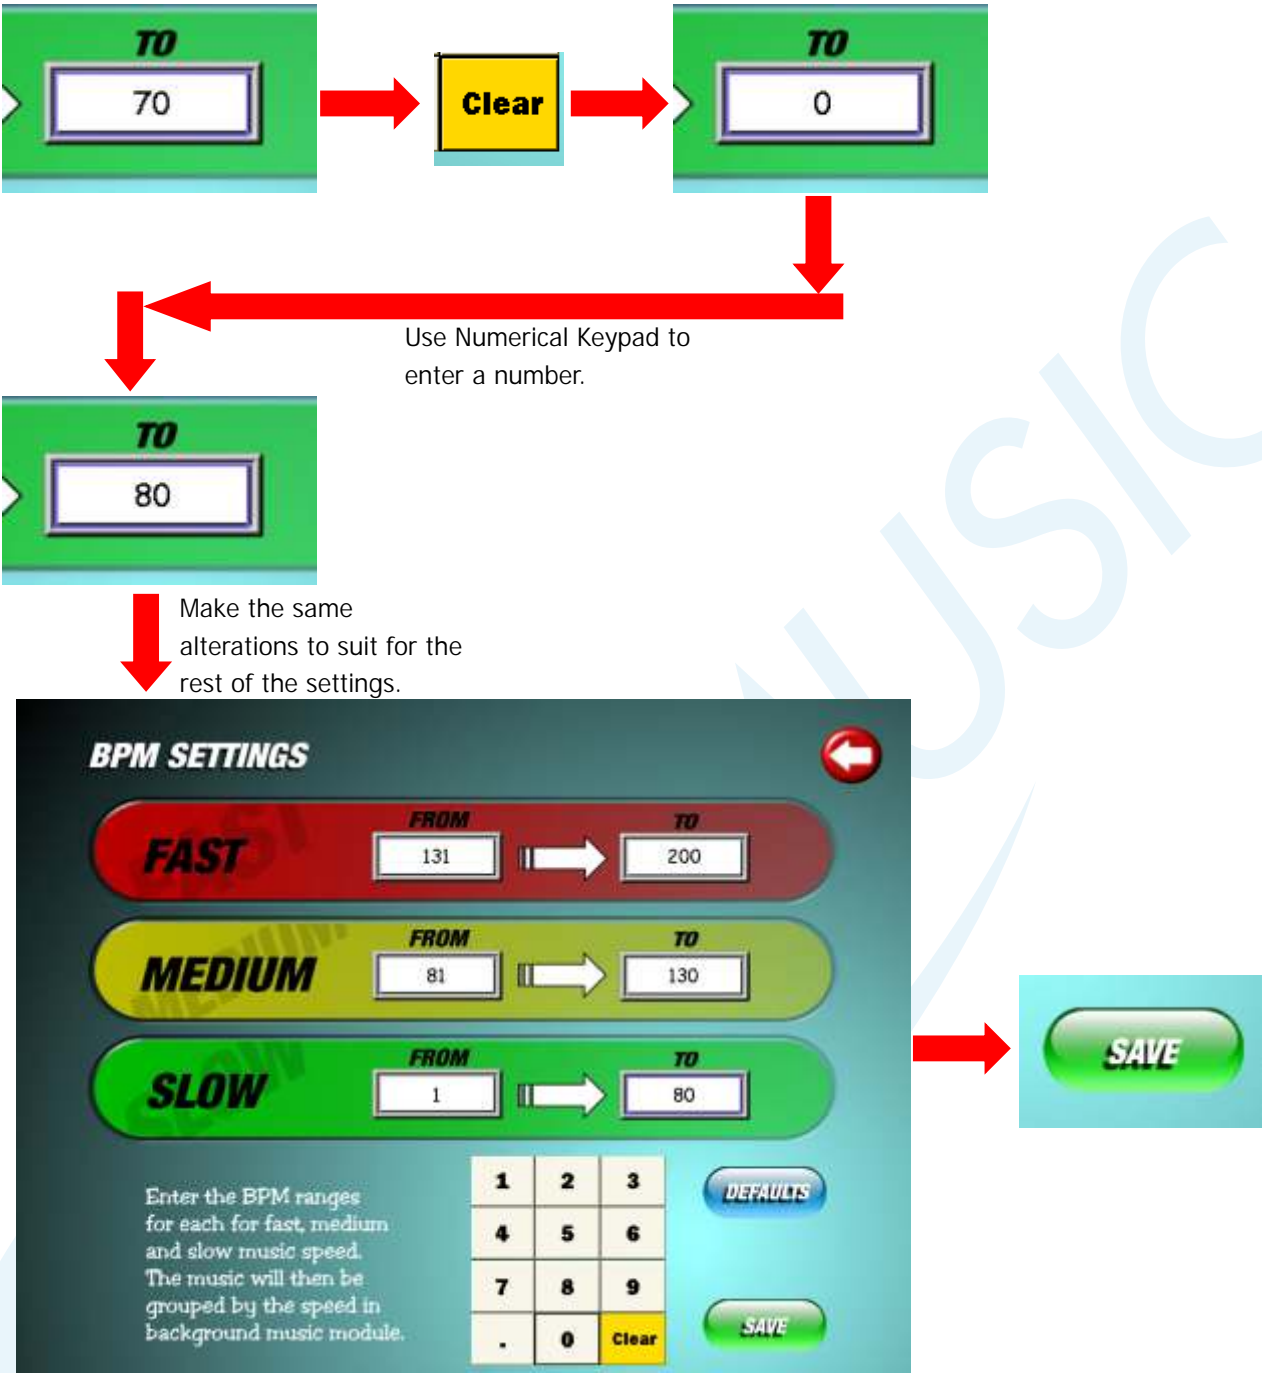 TO
70
Clear
TO
0
Use Numerical Keypad to
enter a number.
TO
80
Make the same
alterations to suit for the
rest of the settings.
BPM SETTINGS
FAST
FROM
131
TO
200
MEDIUM
FROM
81
TO
130
SLOW
FROM
1
TO
80
Enter the BPM ranges
for each for fast, medium
and slow music speed.
The music will then be
grouped by the speed in
background music module.
1 2 3
4 5 6
7 8 9
. 0 Clear
DEFAULTS
SAVE
SAVE
MUSIC